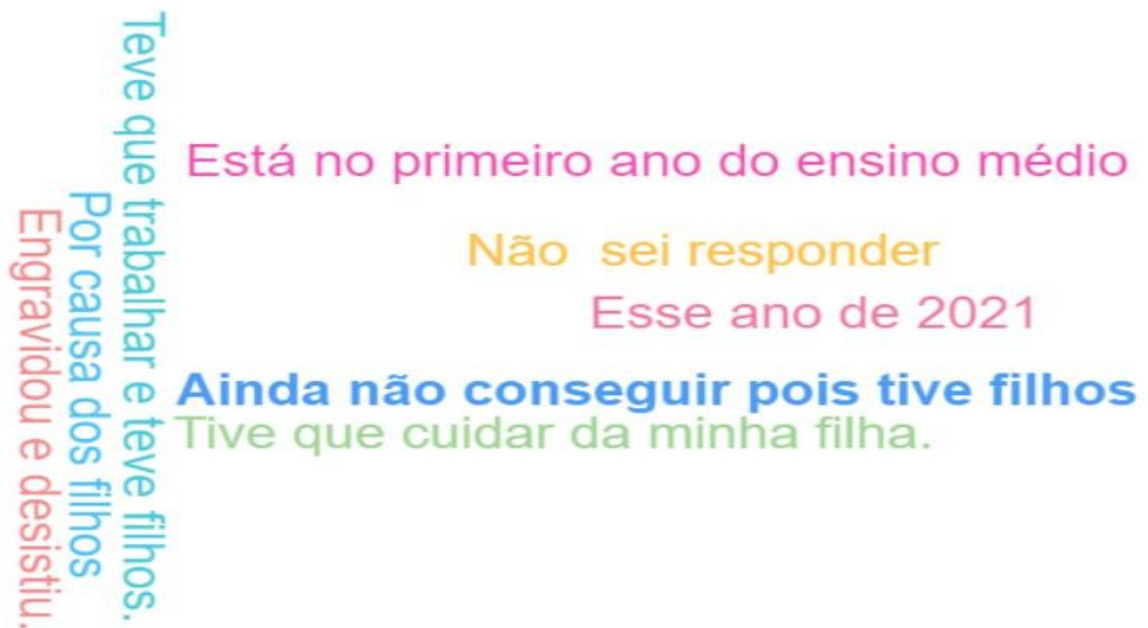 Teve que trabalhar e teve filhos.
Por causa dos filhos
Engravidou e desistiu.
Está no primeiro ano do ensino médio
Não sei responder
Esse ano de 2021
Ainda não conseguir pois tive filhos
Tive que cuidar da minha filha.